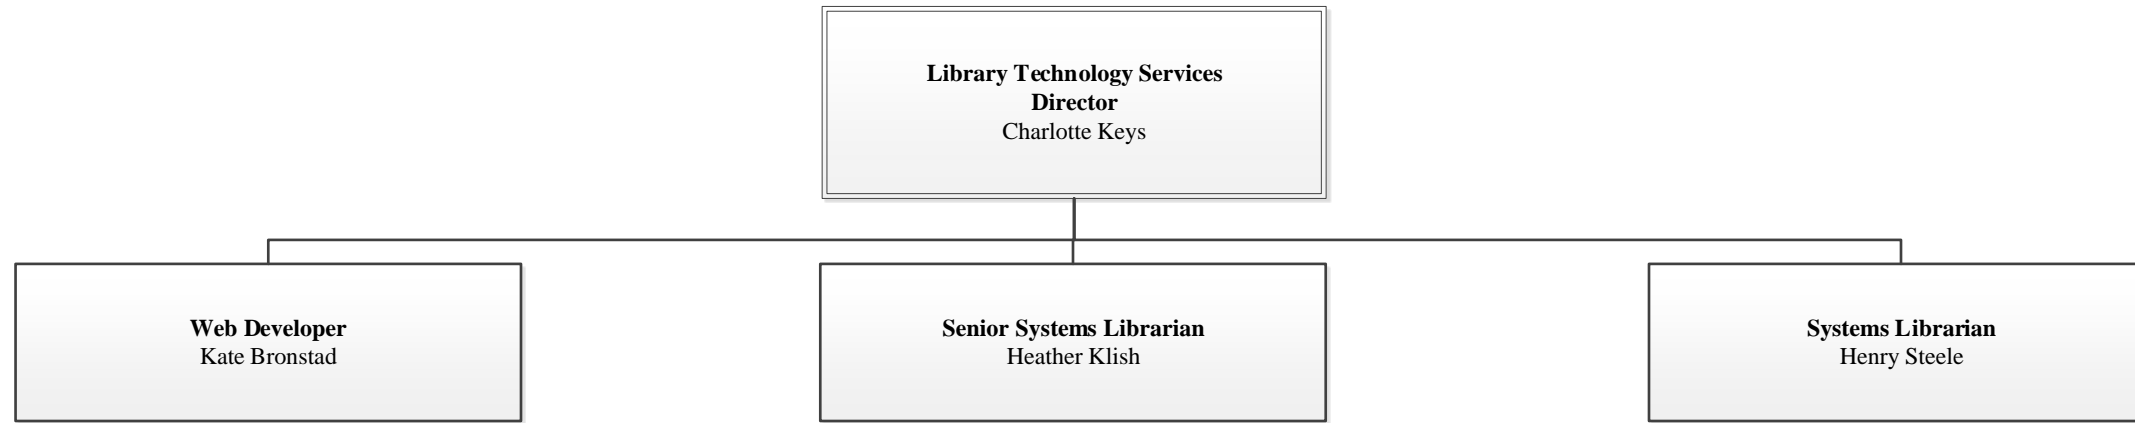 Library Technology Services
Director
Charlotte Keys
Web Developer
Kate Bronstad
Senior Systems Librarian
Heather Klish
Systems Librarian
Henry Steele